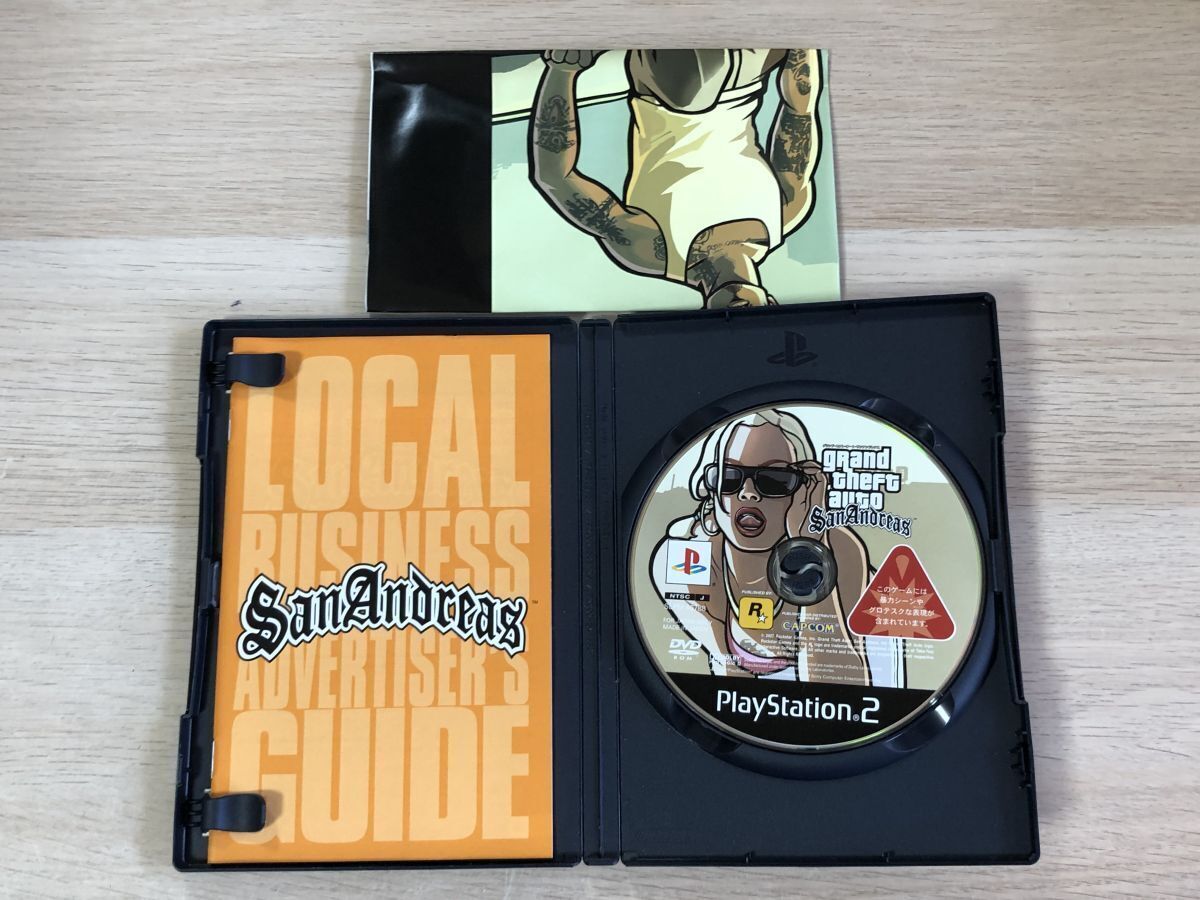 LOCAL
BUSINESS
SanAndreas™
ADVERTISER'S
GUIDE
grand
theft
auto
SanAndreas
NTSC J
PUBLISHED BY:
R
CAPCOM
DVD
ROM
このゲームには
暴力シーンや
グロテスクな表現が
含まれています。
PlayStation®2